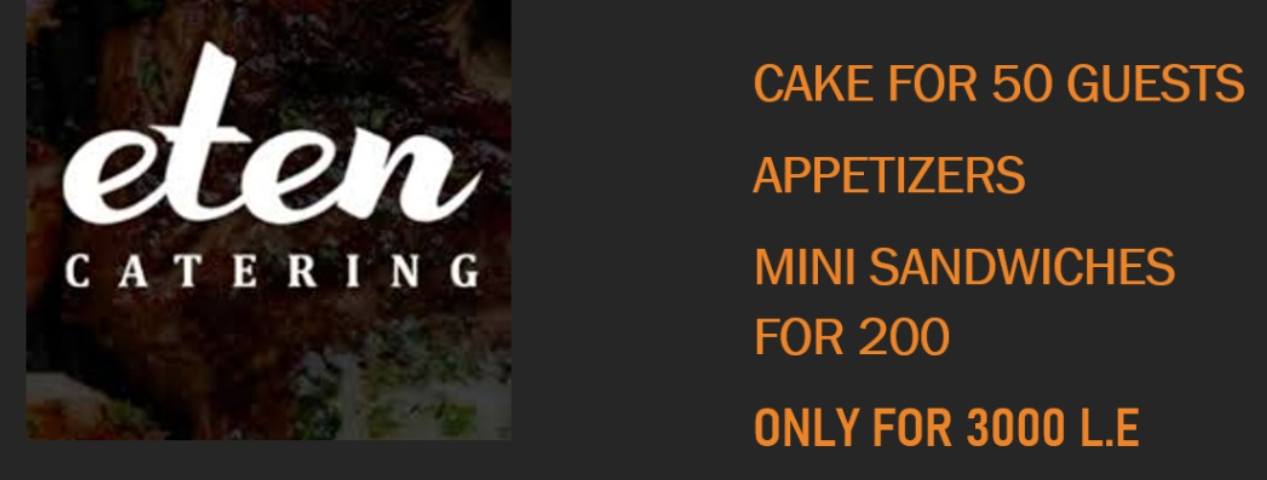 eten
CATERING
CAKE FOR 50 GUESTS
APPETIZERS
MINI SANDWICHES
FOR 200
ONLY FOR 3000 L.E